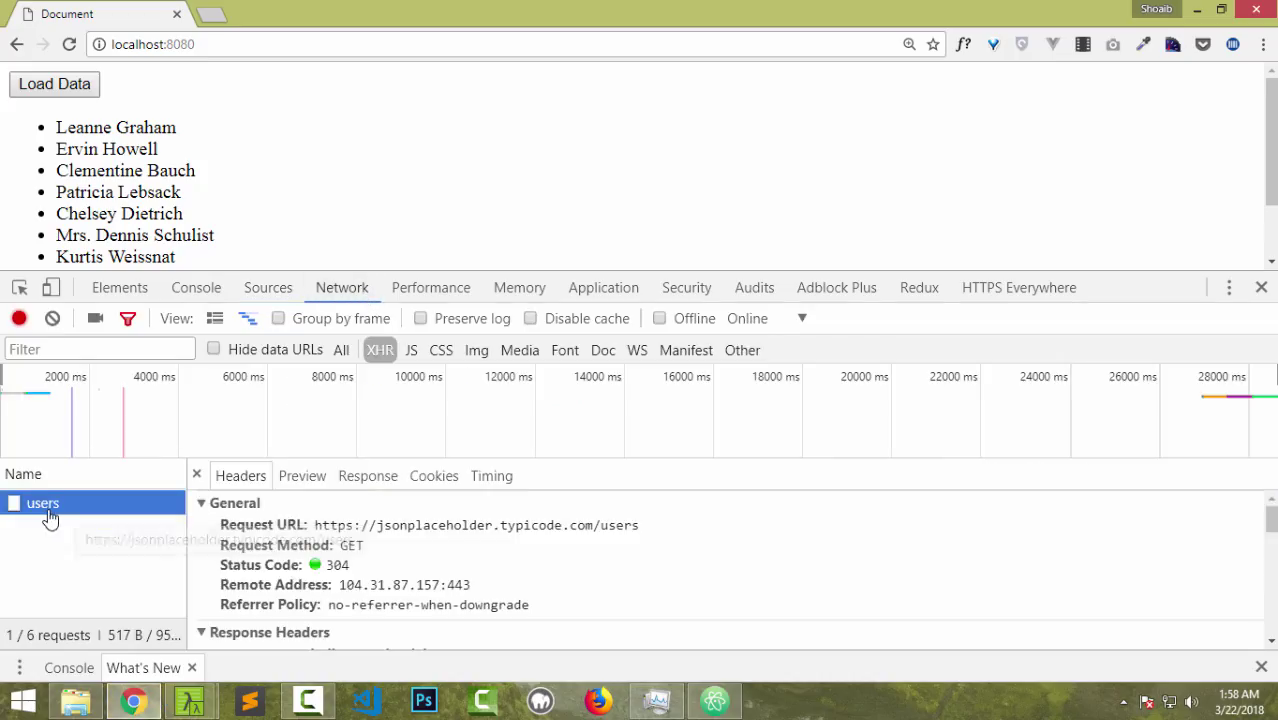 Document
Shoaib
localhost:8080
f?
Load Data
Leanne Graham
Ervin Howell
Clementine Bauch
Patricia Lebsack
Chelsey Dietrich
Mrs. Dennis Schulist
Kurtis Weissnat
Elements Console Sources Network Performance Memory Application Security Audits Adblock Plus Redux HTTPS Everywhere
View: Group by frame Preserve log Disable cache Offline Online
Filter Hide data URLs All XHR JS CSS Img Media Font Doc WS Manifest Other
2000 ms 4000 ms 6000 ms 8000 ms 10000 ms 12000 ms 14000 ms 16000 ms 18000 ms 20000 ms 22000 ms 24000 ms 26000 ms 28000 ms
Name Headers Preview Response Cookies Timing
users General
Request URL: https://jsonplaceholder.typicode.com/users
https://jsonplaceholder.typicode.com/users
Request Method: GET
Status Code: 304
Remote Address: 104.31.87.157:443
Referrer Policy: no-referrer-when-downgrade
1 / 6 requests | 517 B / 95... Response Headers
Console What's New
Ps
1:58 AM
3/22/2018